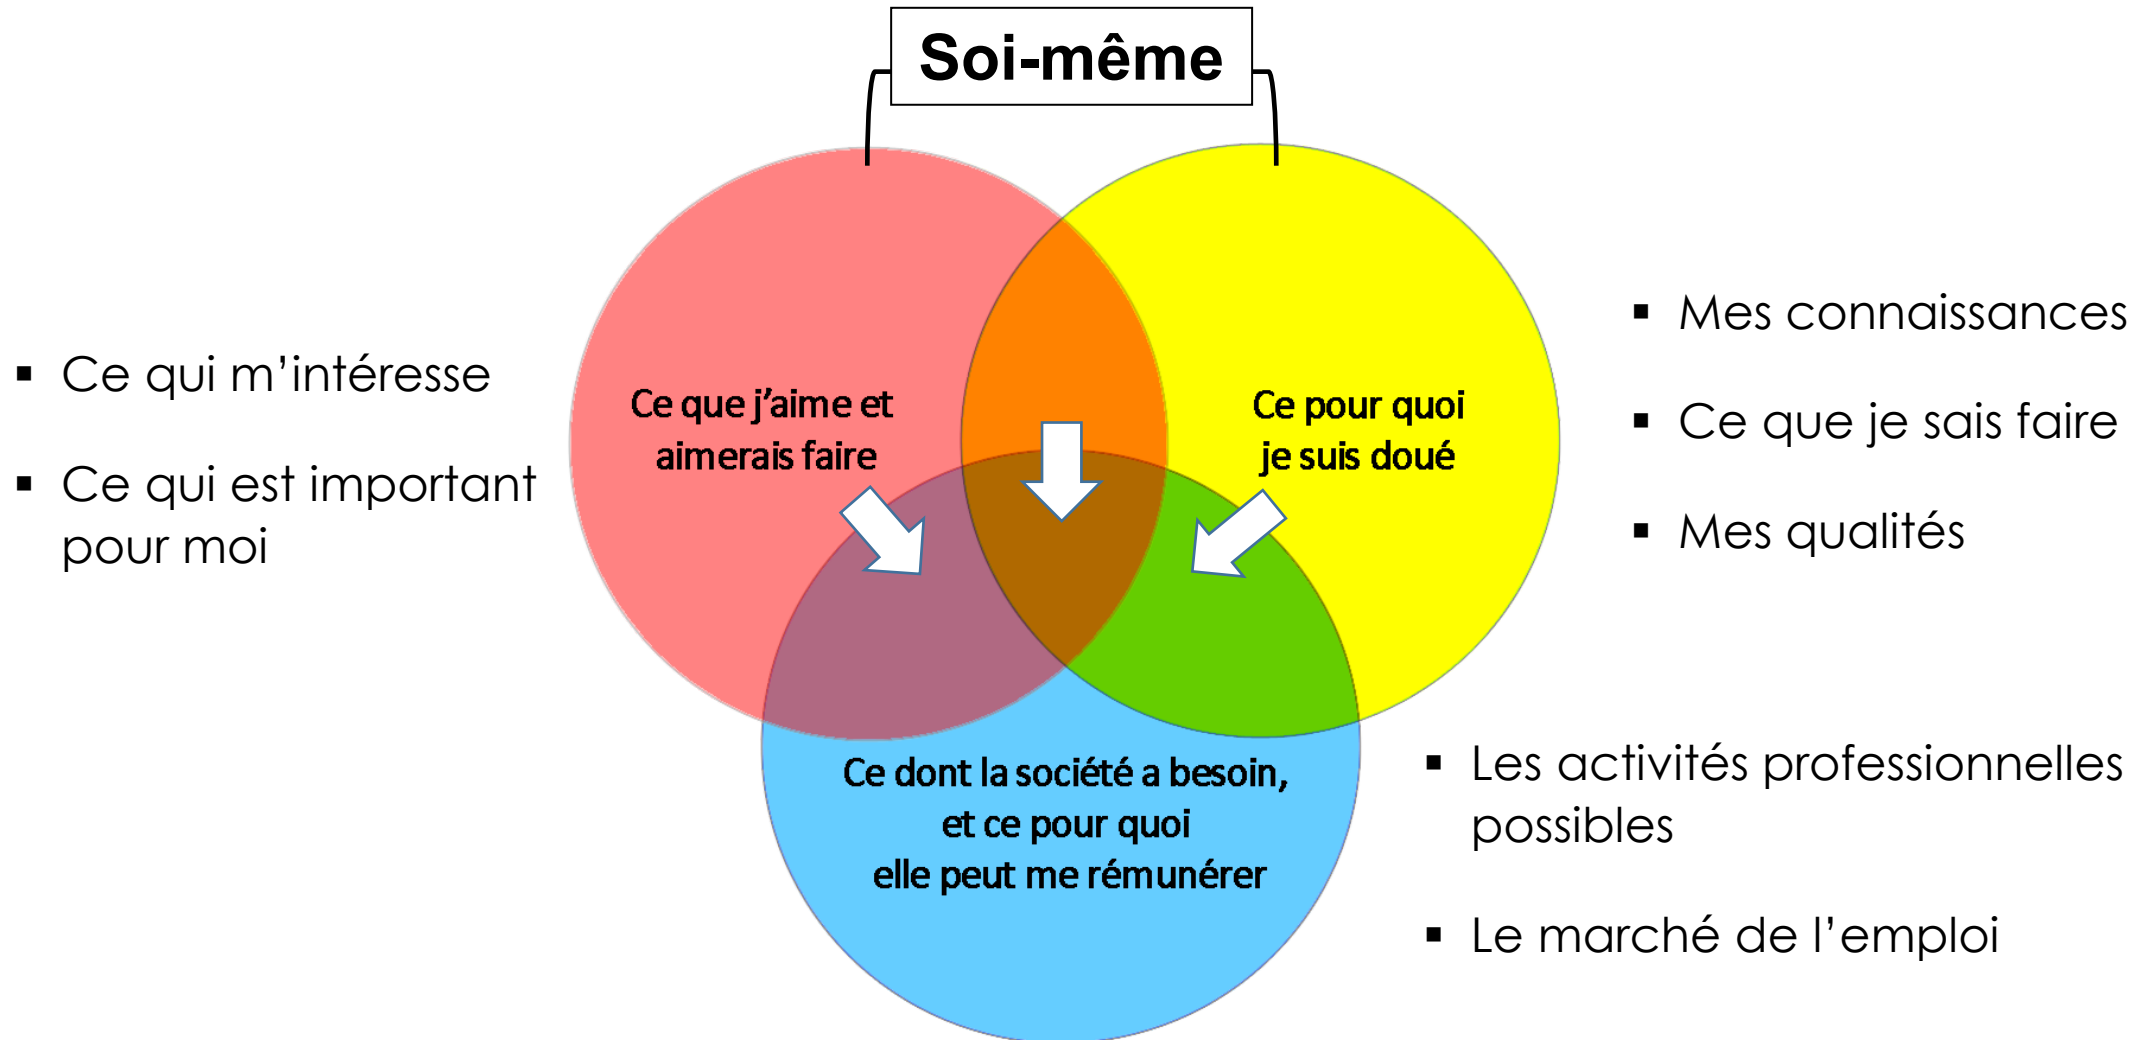 Soi-même
▪ Ce qui m’intéresse
▪ Ce qui est important
pour moi
Ce que j’aime et
aimerais faire
Ce pour quoi
je suis doué
▪ Mes connaissances
▪ Ce que je sais faire
▪ Mes qualités
Ce dont la société a besoin,
et ce pour quoi
elle peut me rémunérer
▪ Les activités professionnelles
possibles
▪ Le marché de l’emploi